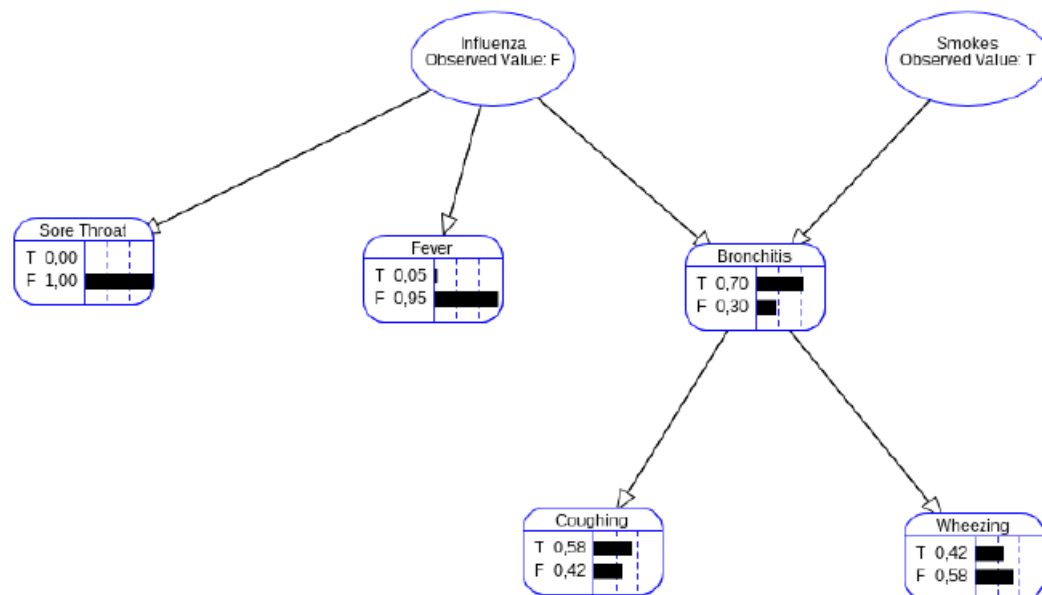 Influenza
Observed Value: F
Smokes
Observed Value: T
Sore Throat
T 0,00
F 1,00
Fever
T 0,05
F 0,95
Bronchitis
T 0,70
F 0,30
Coughing
T 0,58
F 0,42
Wheezing
T 0,42
F 0,58